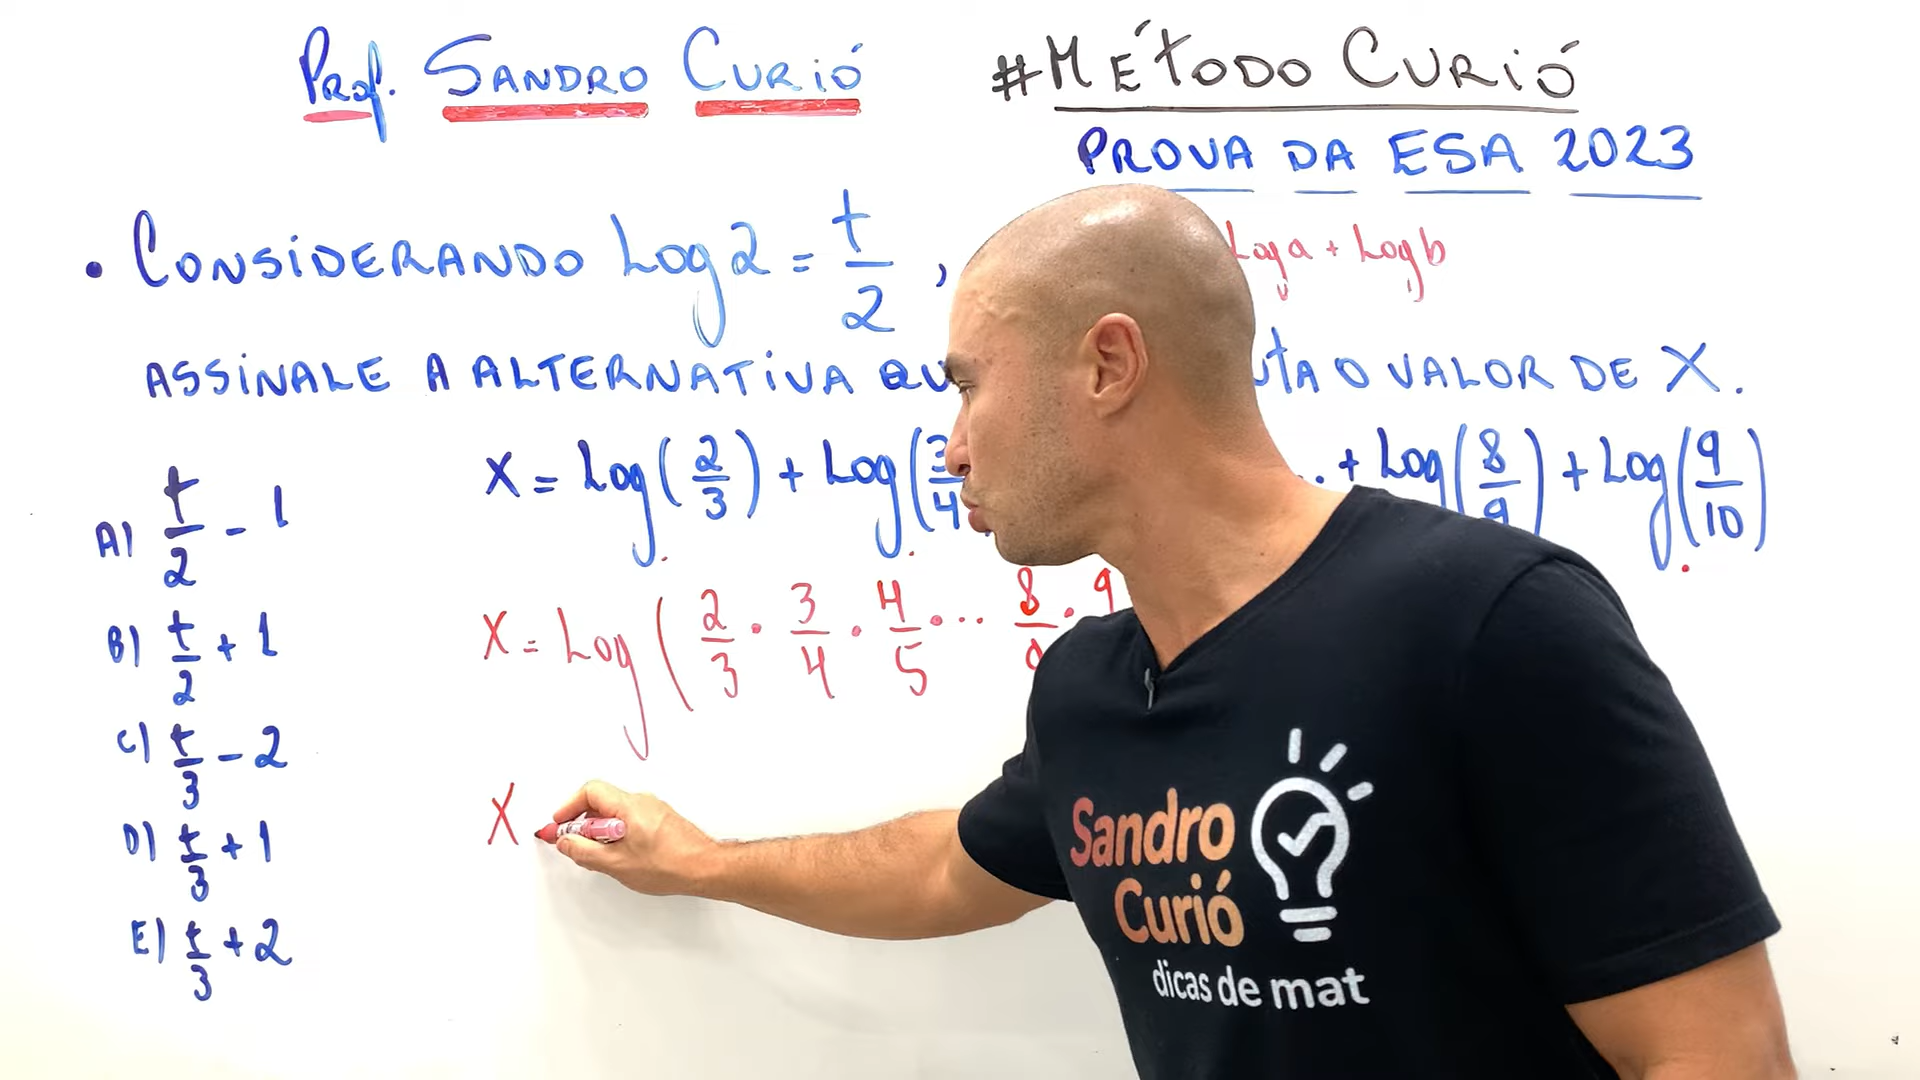 Prof. SANDRO CURIÓ
#MÉTODO CURIÓ
PROVA DA ESA 2023
• CONSIDERANDO Log 2 = t/2 ,
Log a + Log b
ASSINALE A ALTERNATIVA O VALOR DE X.
X = Log(2/3) + Log(3/4 ... + Log(8/9) + Log(9/10)
X = Log(2/3 · 3/4 · 4/5 · ... 8/9 · 9
X
A) t/2 - 1
B) t/2 + 1
C) t/3 - 2
D) t/3 + 1
E) t/3 + 2
Sandro
Curió
dicas de mat